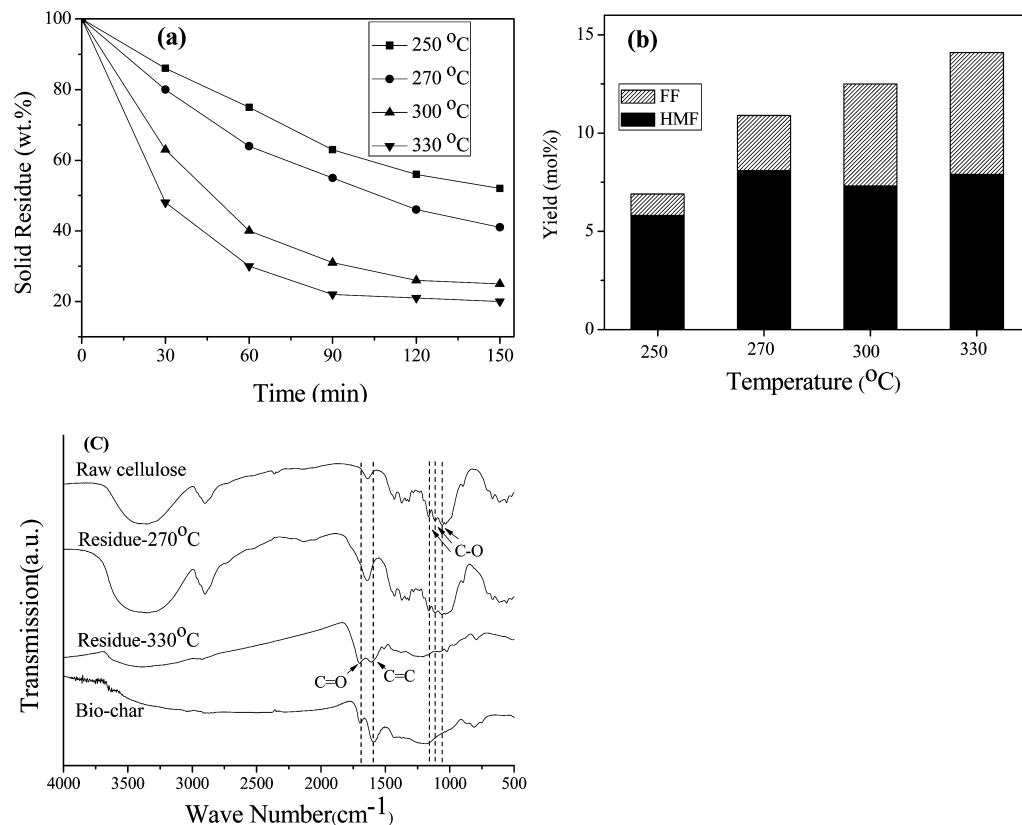 (a)
250 °C
270 °C
300 °C
330 °C
100
80
60
40
20
0 30 60 90 120 150
Solid Residue (wt.%)
Time (min)
(b)
FF
HMF
15
10
5
0
250 270 300 330
Yield (mol%)
Temperature (°C)
(C)
Raw cellulose
C-O
Residue-270°C
Residue-330°C
C=O
C=C
Bio-char
4000 3500 3000 2500 2000 1500 1000 500
Transmission(a.u.)
Wave Number(cm⁻¹)